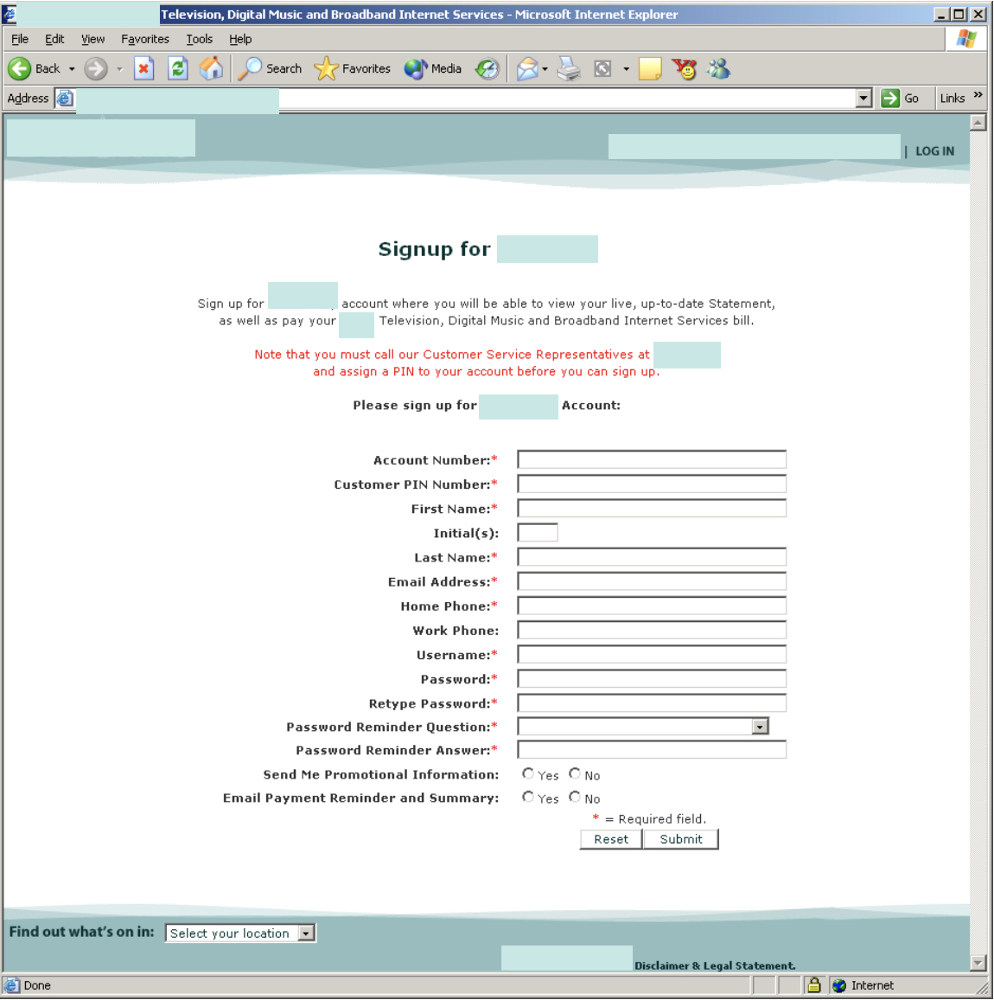 Television, Digital Music and Broadband Internet Services - Microsoft Internet Explorer
File Edit View Favorites Tools Help
Back Search Favorites Media
Address Go Links »
| LOG IN
Signup for
Sign up for account where you will be able to view your live, up-to-date Statement,
as well as pay your Television, Digital Music and Broadband Internet Services bill.
Note that you must call our Customer Service Representatives at
and assign a PIN to your account before you can sign up.
Please sign up for Account:
Account Number:*
Customer PIN Number:*
First Name:*
Initial(s):
Last Name:*
Email Address:*
Home Phone:*
Work Phone:
Username:*
Password:*
Retype Password:*
Password Reminder Question:*
Password Reminder Answer:*
Send Me Promotional Information: Yes No
Email Payment Reminder and Summary: Yes No
* = Required field.
Reset Submit
Find out what's on in: Select your location
Disclaimer & Legal Statement.
Done Internet